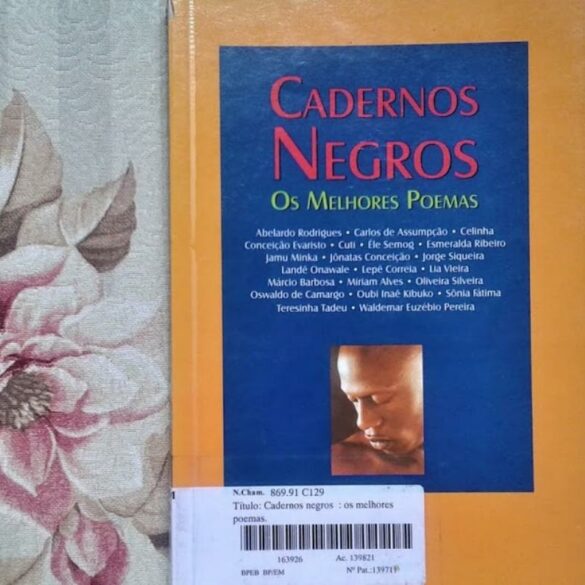 CADERNOS
NEGROS
OS MELHORES POEMAS
Abelardo Rodrigues • Carlos de Assumpção • Celinha
Conceição Evaristo • Cuti • Éle Semog • Esmeralda Ribeiro
Jamu Minka • Jônatas Conceição • Jorge Siqueira
Landê Onawale • Lepê Correia • Lia Vieira
Márcio Barbosa • Miriam Alves • Oliveira Silveira
Oswaldo de Camargo • Oubi Inaê Kibuko • Sônia Fátima
Teresinha Tadeu • Waldemar Euzébio Pereira
N.Cham. 869.91 C129
Título: Cadernos negros : os melhores
poemas.
163926 Ac. 139821
BPEB BP/EM Nº Pat.:139711